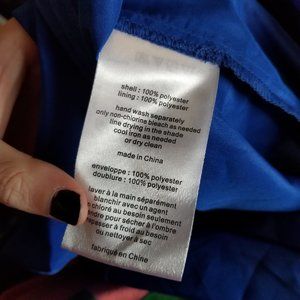 shell : 100% polyester
lining : 100% polyester
hand wash separately
only non-chlorine bleach as needed
line drying in the shade
cool iron as needed
or dry clean
made in China
enveloppe : 100% polyester
doublure : 100% polyester
laver à la main séparément
blanchir avec un agent
chloré au besoin seulement
pendre pour sécher à l'ombre
repasser à froid au besoin
ou nettoyer à sec
fabriqué en Chine